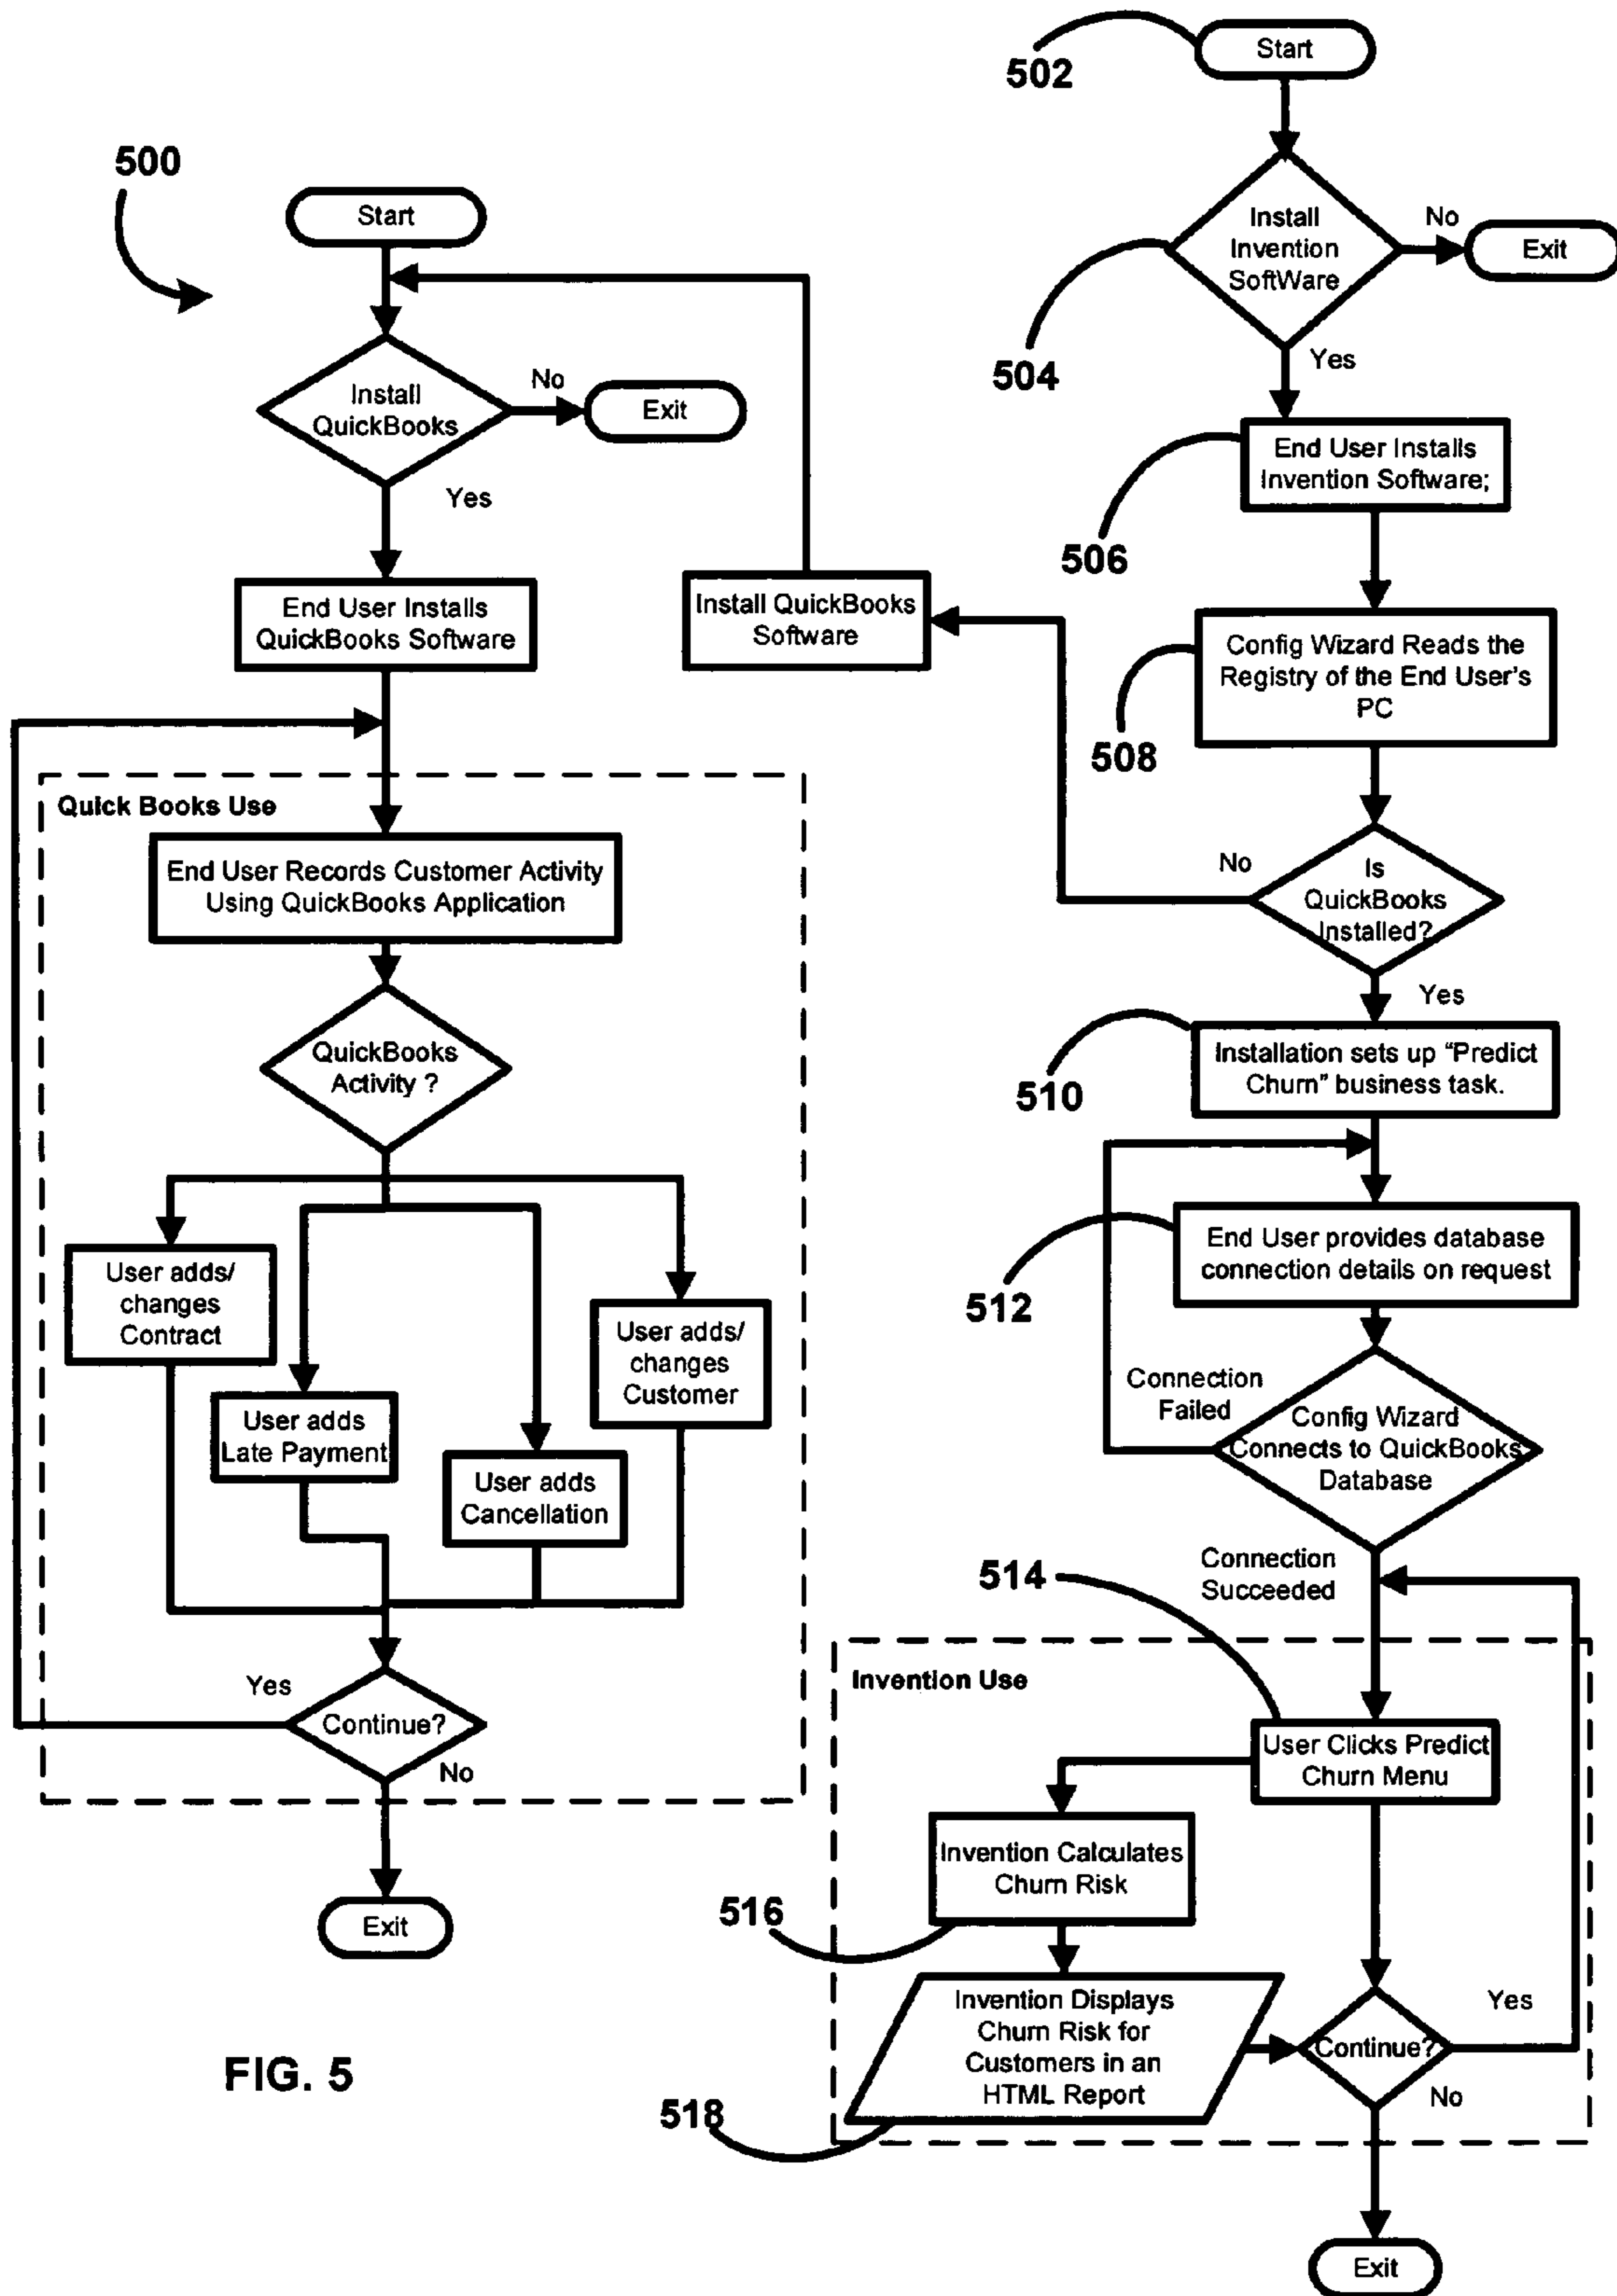 500
Start
Install
QuickBooks
No
Exit
Yes
End User Installs
QuickBooks Software
Install QuickBooks
Software
Quick Books Use
End User Records Customer Activity
Using QuickBooks Application
QuickBooks
Activity ?
User adds/
changes
Contract
User adds
Late Payment
User adds
Cancellation
User adds/
changes
Customer
Yes
Continue?
No
Exit
FIG. 5
502
Start
Install
Invention
SoftWare
No
Exit
504
Yes
End User Installs
Invention Software;
506
Config Wizard Reads the
Registry of the End User's
PC
508
No
Is
QuickBooks
Installed?
Yes
Installation sets up “Predict
Churn” business task.
510
End User provides database
connection details on request
512
Connection
Failed
Config Wizard
Connects to QuickBooks
Database
Connection
Succeeded
514
Invention Use
User Clicks Predict
Churn Menu
Invention Calculates
Churn Risk
516
Invention Displays
Churn Risk for
Customers in an
HTML Report
518
Continue?
Yes
No
Exit